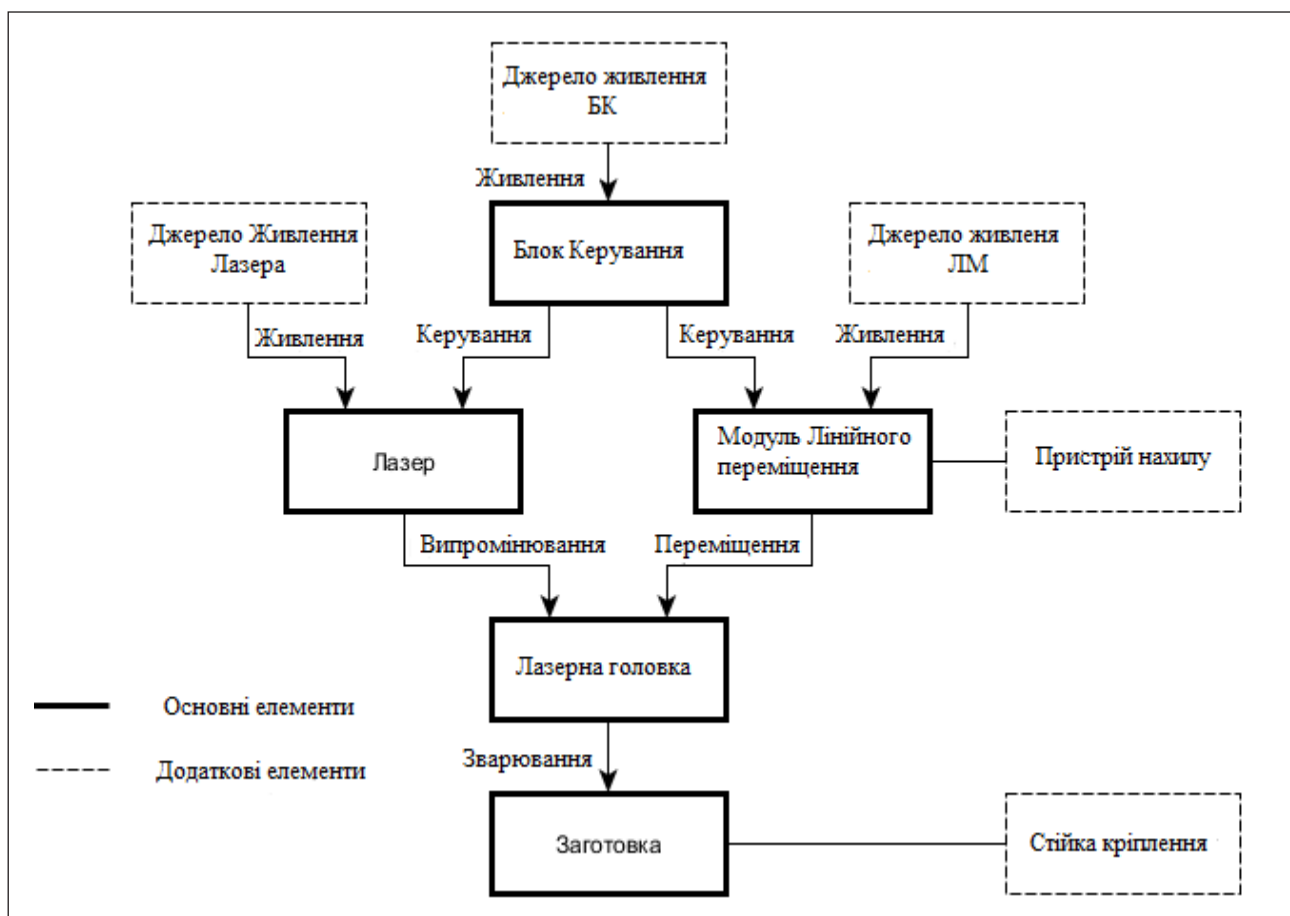 Джерело живлення
БК
Живлення
Джерело Живлення
Лазера
Блок Керування
Джерело живленя
ЛМ
Живлення
Керування
Керування
Живлення
Лазер
Модуль Лінійного
переміщення
Пристрій нахилу
Випромінювання
Переміщення
Лазерна головка
Основні елементи
Зварювання
Додаткові елементи
Заготовка
Стійка кріплення